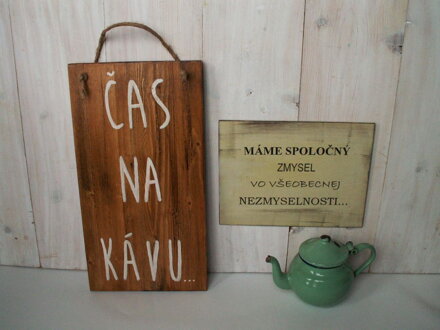 ČAS
NA
KÁVU...
MÁME SPOLOČNÝ
ZMYSEL
VO VŠEOBECNEJ
NEZMYSELNOSTI...